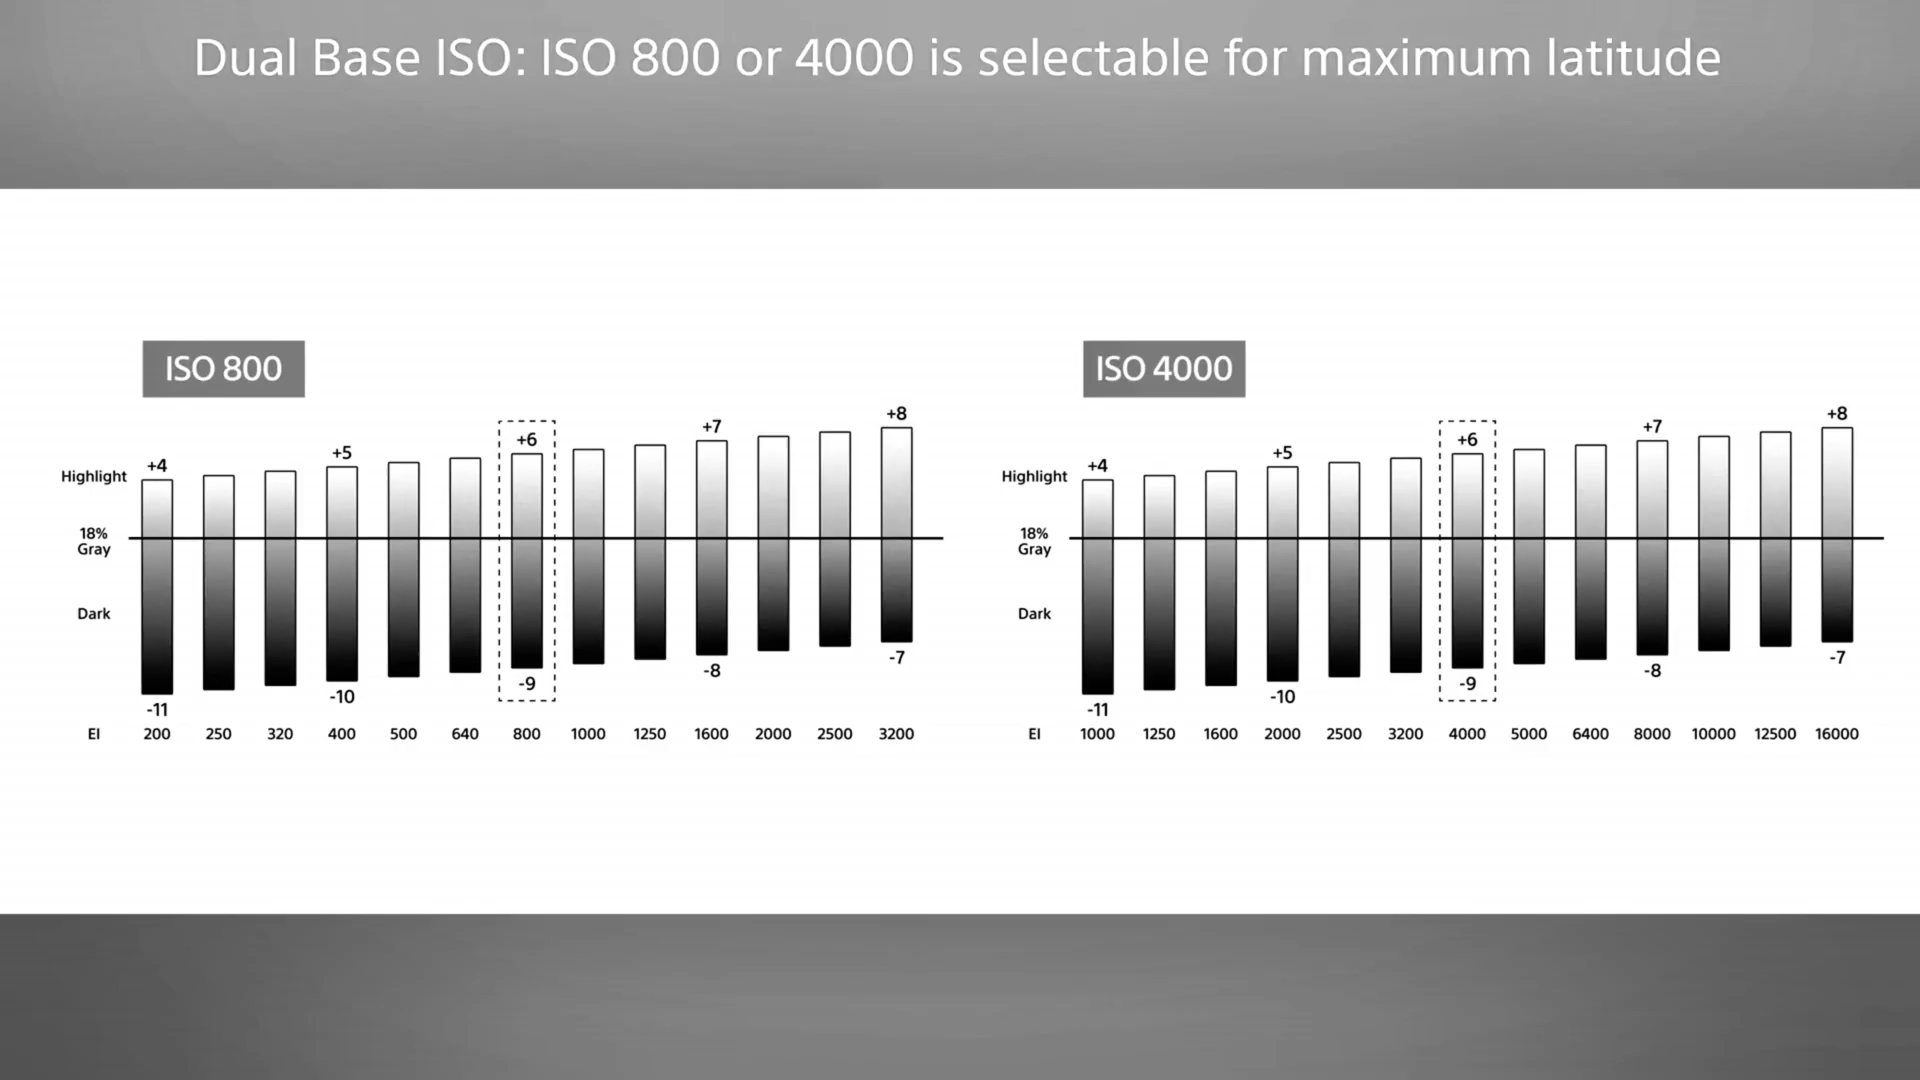 Dual Base ISO: ISO 800 or 4000 is selectable for maximum latitude
ISO 800
+4
+5
+6
+7
+8
Highlight
18%
Gray
Dark
-11
-10
-9
-8
-7
EI 200 250 320 400 500 640 800 1000 1250 1600 2000 2500 3200
ISO 4000
+4
+5
+6
+7
+8
Highlight
18%
Gray
Dark
-11
-10
-9
-8
-7
EI 1000 1250 1600 2000 2500 3200 4000 5000 6400 8000 10000 12500 16000